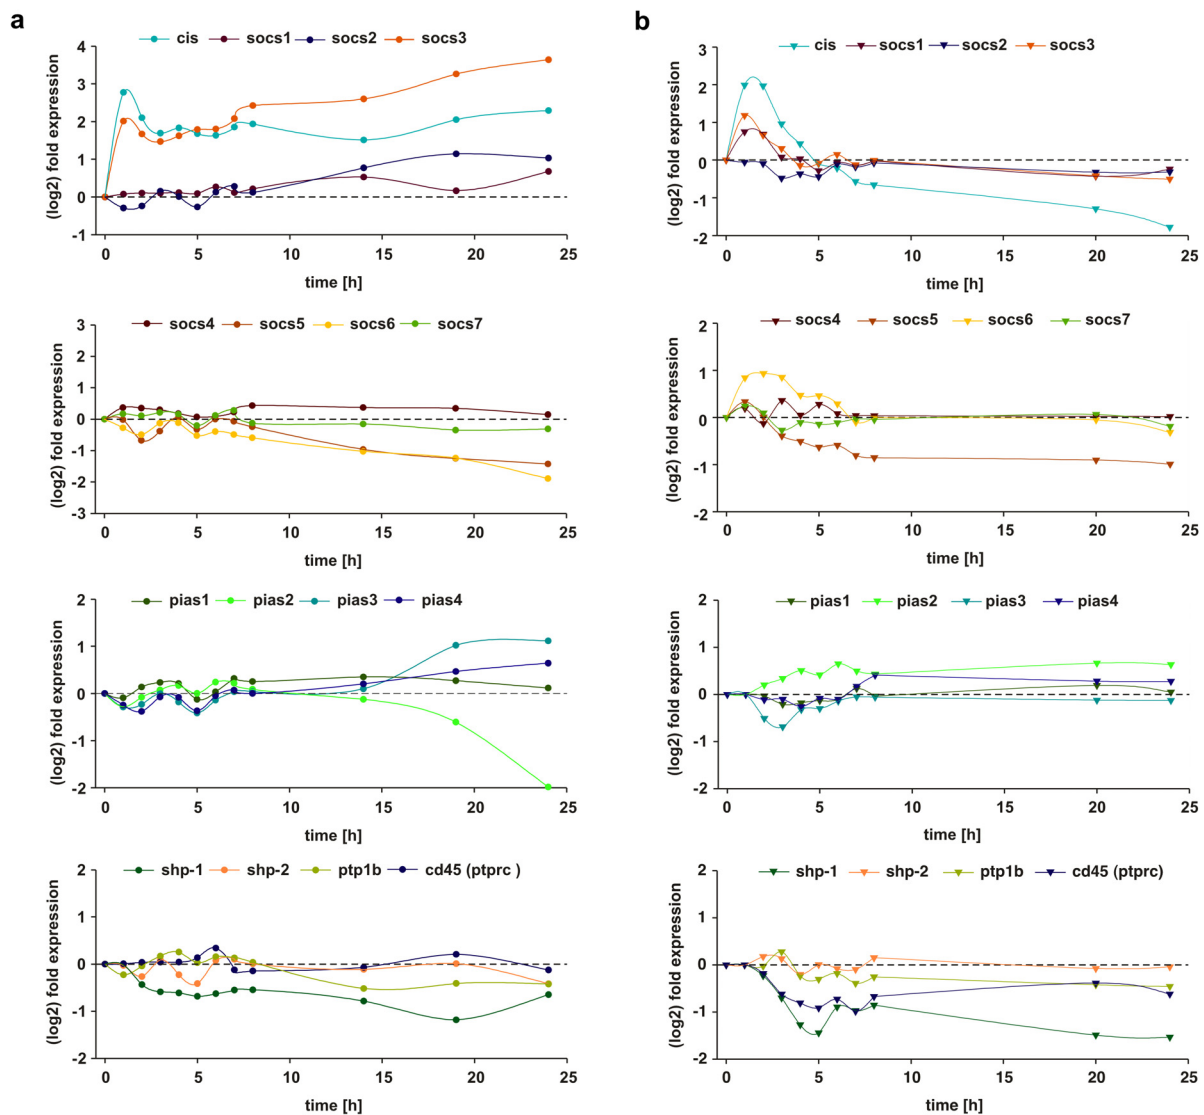 a
cis socs1 socs2 socs3
4
3
2
1
0
-1
(log2) fold expression
0 5 10 15 20 25
time [h]
socs4 socs5 socs6 socs7
3
2
1
0
-1
-2
-3
(log2) fold expression
0 5 10 15 20 25
time [h]
pias1 pias2 pias3 pias4
2
1
0
-1
-2
(log2) fold expression
0 5 10 15 20 25
time [h]
shp-1 shp-2 ptp1b cd45 (ptprc )
2
1
0
-1
-2
(log2) fold expression
0 5 10 15 20 25
time [h]
b
cis socs1 socs2 socs3
3
2
1
0
-1
-2
(log2) fold expression
0 5 10 15 20 25
time [h]
socs4 socs5 socs6 socs7
2
1
0
-1
-2
(log2) fold expression
0 5 10 15 20 25
time [h]
pias1 pias2 pias3 pias4
2
1
0
-1
-2
(log2) fold expression
0 5 10 15 20 25
time [h]
shp-1 shp-2 ptp1b cd45 (ptprc)
2
1
0
-1
-2
(log2) fold expression
0 5 10 15 20 25
time [h]